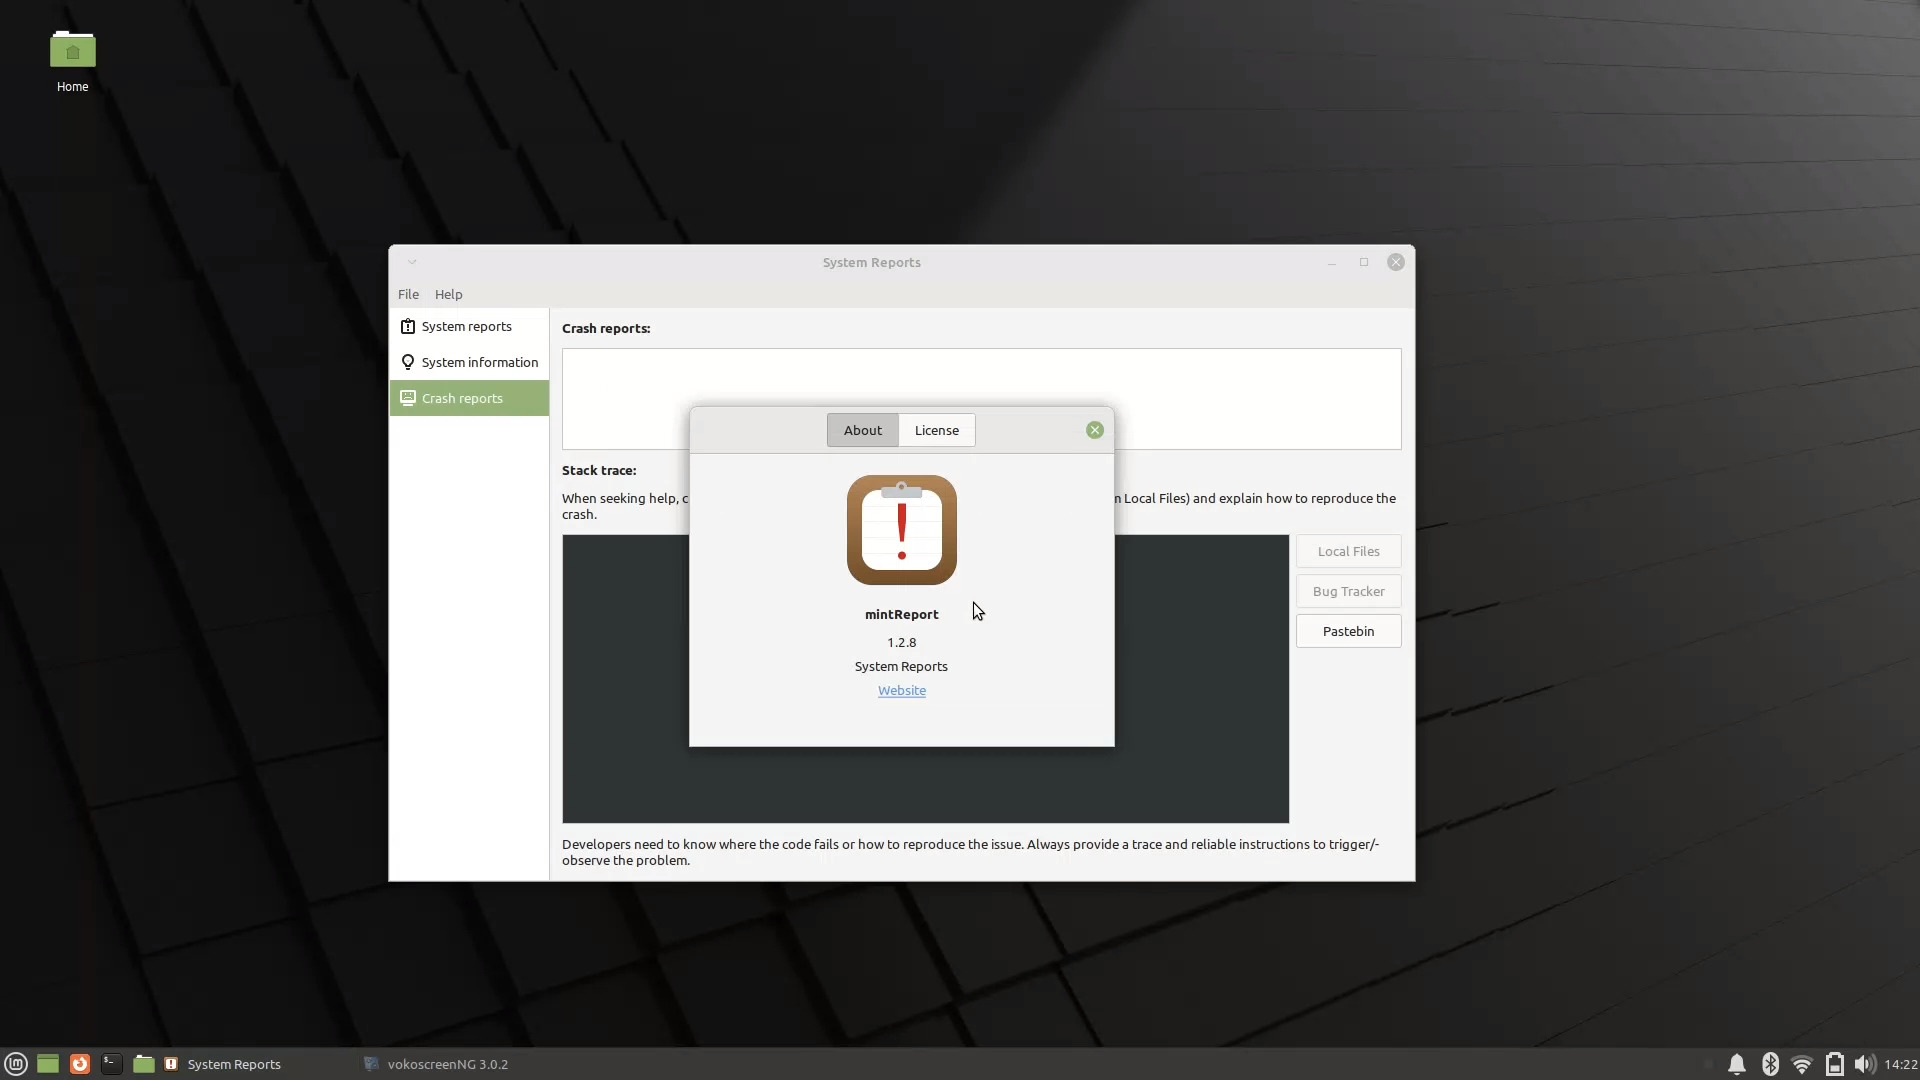 Home
System Reports
File Help
System reports
System information
Crash reports
Crash reports:
Stack trace:
When seeking help, c
n Local Files) and explain how to reproduce the
crash.
Local Files
Bug Tracker
Pastebin
About License
mintReport
1.2.8
System Reports
Website
Developers need to know where the code fails or how to reproduce the issue. Always provide a trace and reliable instructions to trigger/-
observe the problem.
System Reports
vokoscreenNG 3.0.2
14:22